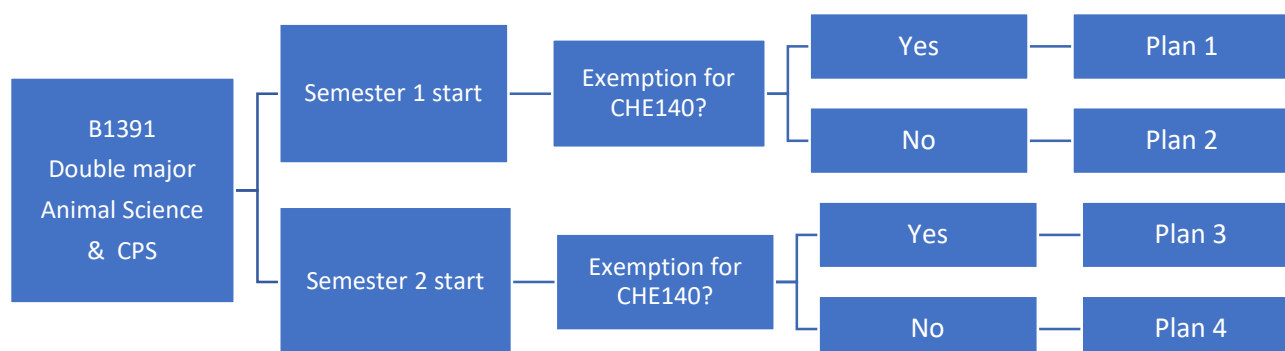 B1391
Double major
Animal Science
& CPS
Semester 1 start
Exemption for
CHE140?
Yes
Plan 1
No
Plan 2
Semester 2 start
Exemption for
CHE140?
Yes
Plan 3
No
Plan 4